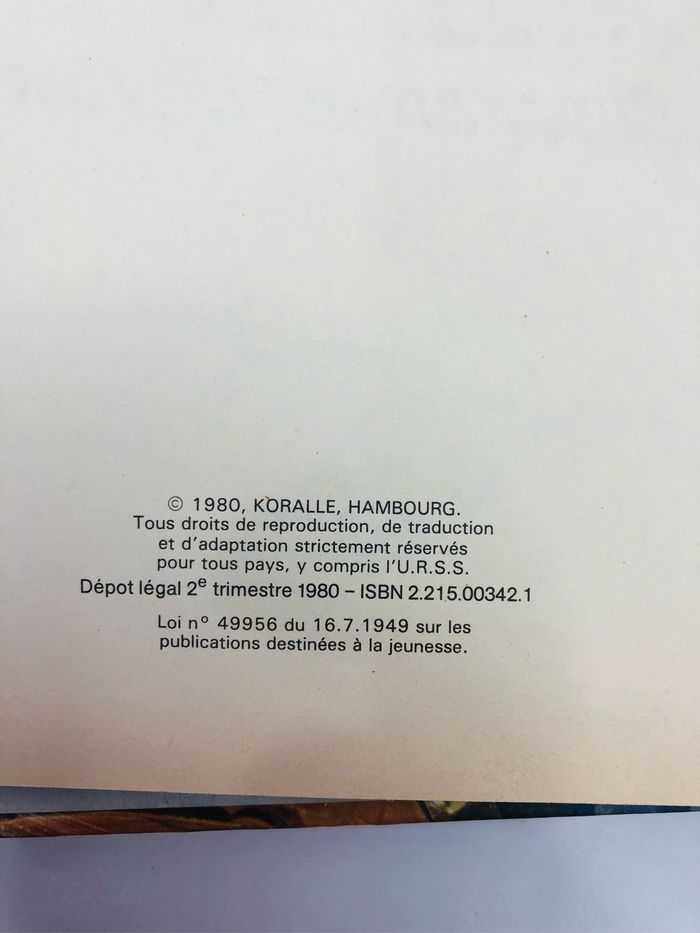 © 1980, KORALLE, HAMBOURG.
Tous droits de reproduction, de traduction
et d'adaptation strictement réservés
pour tous pays, y compris l'U.R.S.S.
Dépot légal 2e trimestre 1980 – ISBN 2.215.00342.1
Loi nº 49956 du 16.7.1949 sur les
publications destinées à la jeunesse.